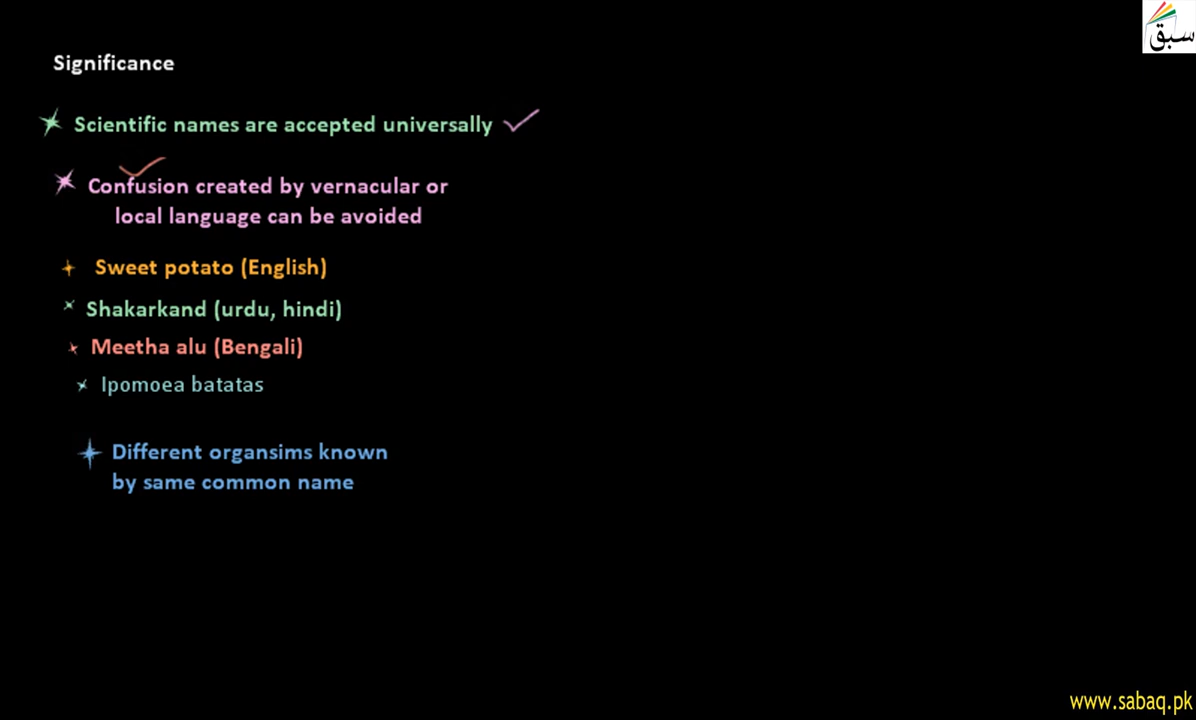 سبق
Significance
Scientific names are accepted universally
Confusion created by vernacular or
local language can be avoided
Sweet potato (English)
Shakarkand (urdu, hindi)
Meetha alu (Bengali)
Ipomoea batatas
Different organsims known
by same common name
www.sabaq.pk